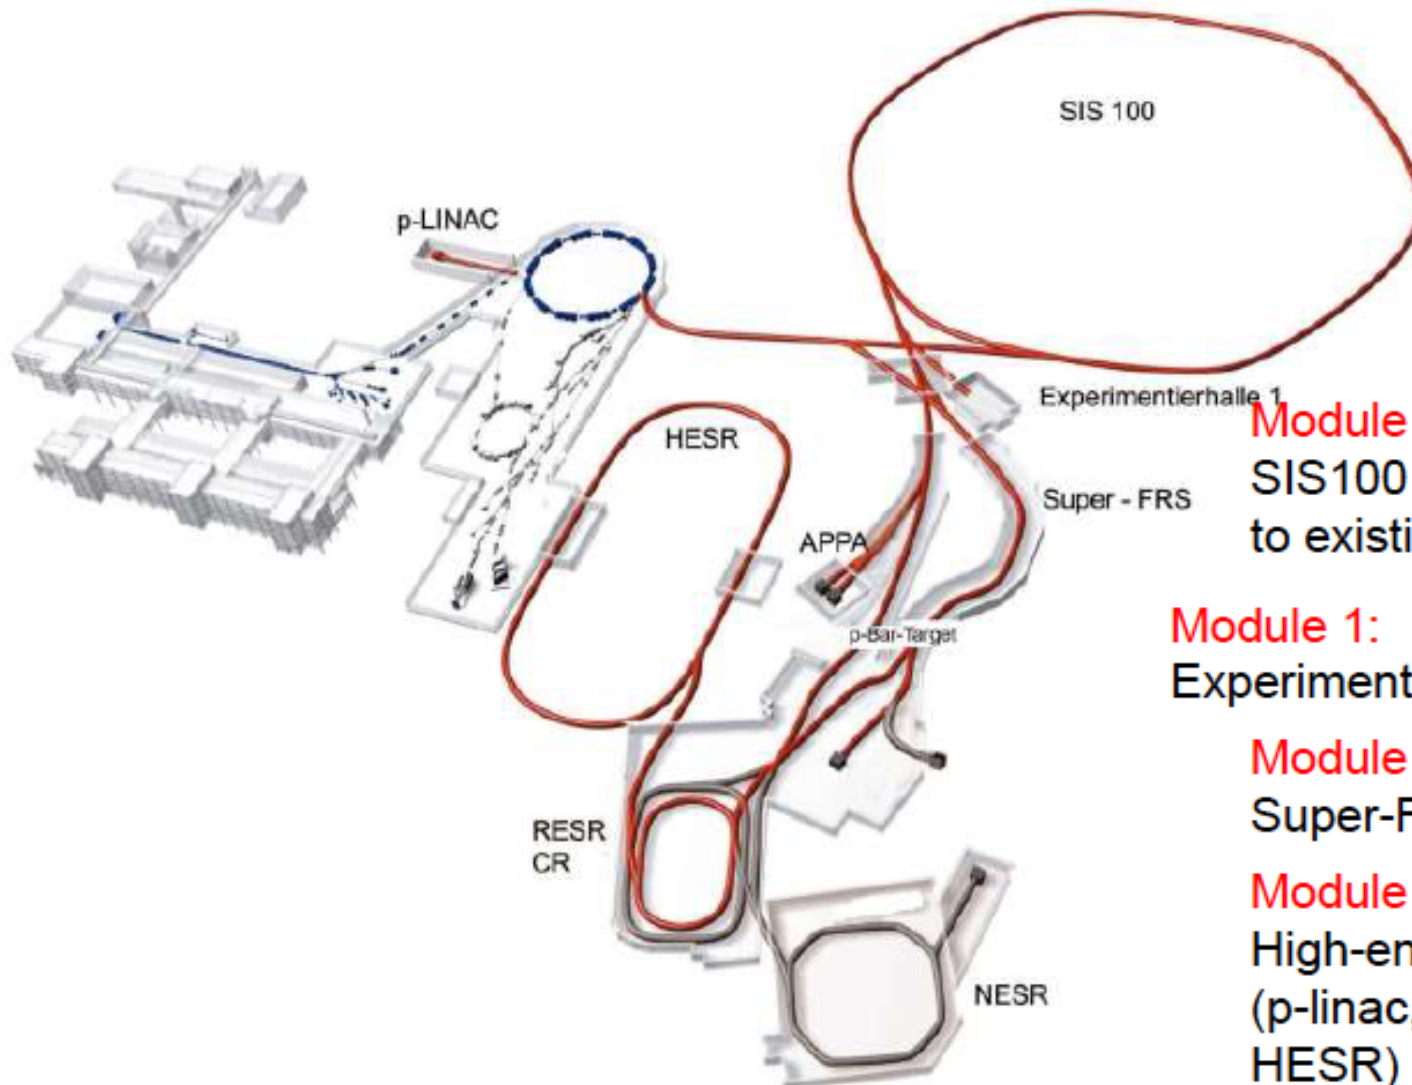 SIS 100
p-LINAC
Experimentierhalle 1
HESR
Super - FRS
APPA
p-Bar-Target
RESR
CR
NESR
Module
SIS100
to existi
Module 1:
Experiment
Module
Super-F
Module
High-en
(p-linac,
HESR)